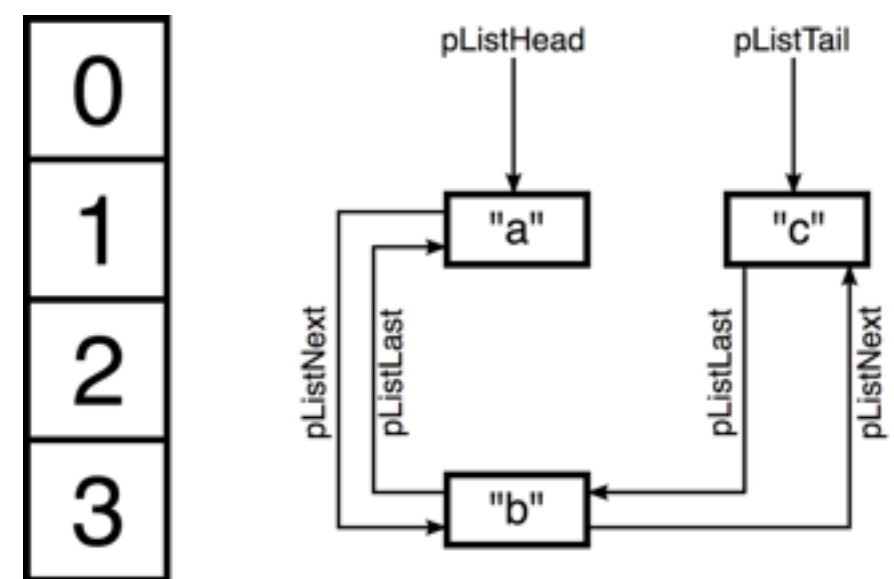 0
1
2
3
pListHead
pListTail
"a"
"c"
pListNext
pListLast
pListLast
pListNext
"b"